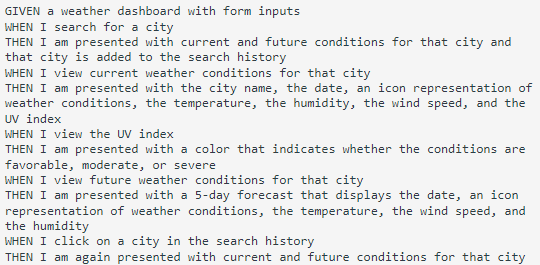 GIVEN a weather dashboard with form inputs
WHEN I search for a city
THEN I am presented with current and future conditions for that city and
that city is added to the search history
WHEN I view current weather conditions for that city
THEN I am presented with the city name, the date, an icon representation of
weather conditions, the temperature, the humidity, the wind speed, and the
UV index
WHEN I view the UV index
THEN I am presented with a color that indicates whether the conditions are
favorable, moderate, or severe
WHEN I view future weather conditions for that city
THEN I am presented with a 5-day forecast that displays the date, an icon
representation of weather conditions, the temperature, the wind speed, and
the humidity
WHEN I click on a city in the search history
THEN I am again presented with current and future conditions for that city